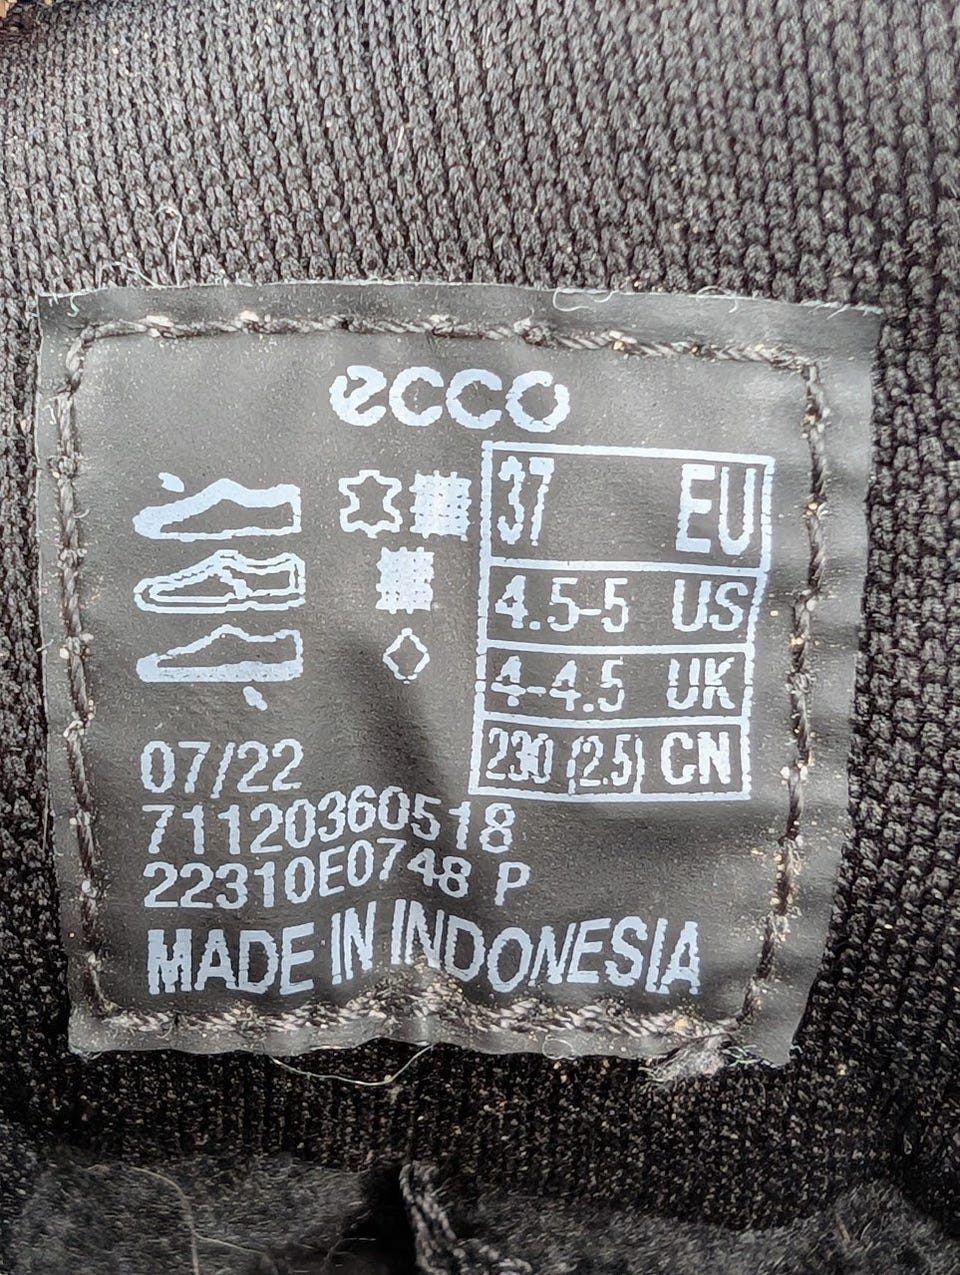 ecco
37 EU
4.5-5 US
4-4.5 UK
230 (2.5) CN
07/22
71120360518
22310E0748 P
MADE IN INDONESIA